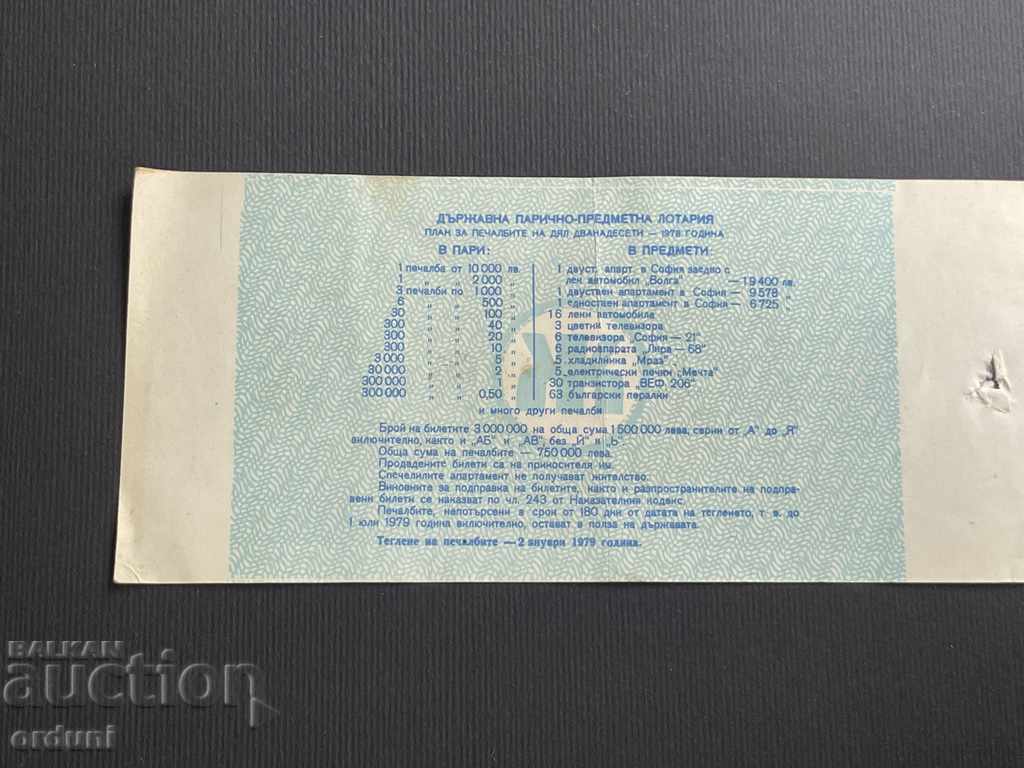 ДЪРЖАВНА ПАРИЧНО-ПРЕДМЕТНА ЛОТАРИЯ
ПЛАН ЗА ПЕЧАЛБИТЕ НА ДЯЛ ДВАНАДЕСЕТИ — 1978 ГОДИНА
В ПАРИ:
1 печалба от 10 000 лв.
1 „ „ 2 000 „
3 печалби по 1 000 „
6 „ „ 500 „
30 „ „ 100 „
300 „ „ 40 „
300 „ „ 20 „
300 „ „ 10 „
3 000 „ „ 5 „
30 000 „ „ 2 „
300 000 „ „ 1 „
300 000 „ „ 0,50 „
В ПРЕДМЕТИ:
1 двуст. апарт. в София заедно с
лек автомобил „Волга" — 19 400 лв.
1 двустаен апартамент в София — 9 578 „
1 едностаен апартамент в София — 6 725 „
16 леки автомобила
3 цветни телевизора
6 телевизора „София — 21"
6 радиоапарата „Лира — 68"
5 хладилника „Мраз"
5 електрически печки „Мечта"
30 транзистора „ВЕФ 206"
63 български перални
и много други печалби
Брой на билетите 3 000 000 на обща сума 1 500 000 лева, серии от „А" до „Я"
включително, както и „АБ" и „АВ", без „Й" и „Ь".
Обща сума на печалбите — 750 000 лева.
Продадените билети са на приносителя им.
Спечелилите апартамент не получават жителство.
Виновните за подправка на билетите, както и разпространителите на подпра-
вени билети се наказват по чл. 243 от Наказателния кодекс.
Печалбите, непотърсени в срок от 180 дни от датата на тегленето, т. е. до
1 юли 1979 година включително, остават в полза на държавата.
Теглене на печалбите — 2 януари 1979 година.
BALKAN
auction
orduni